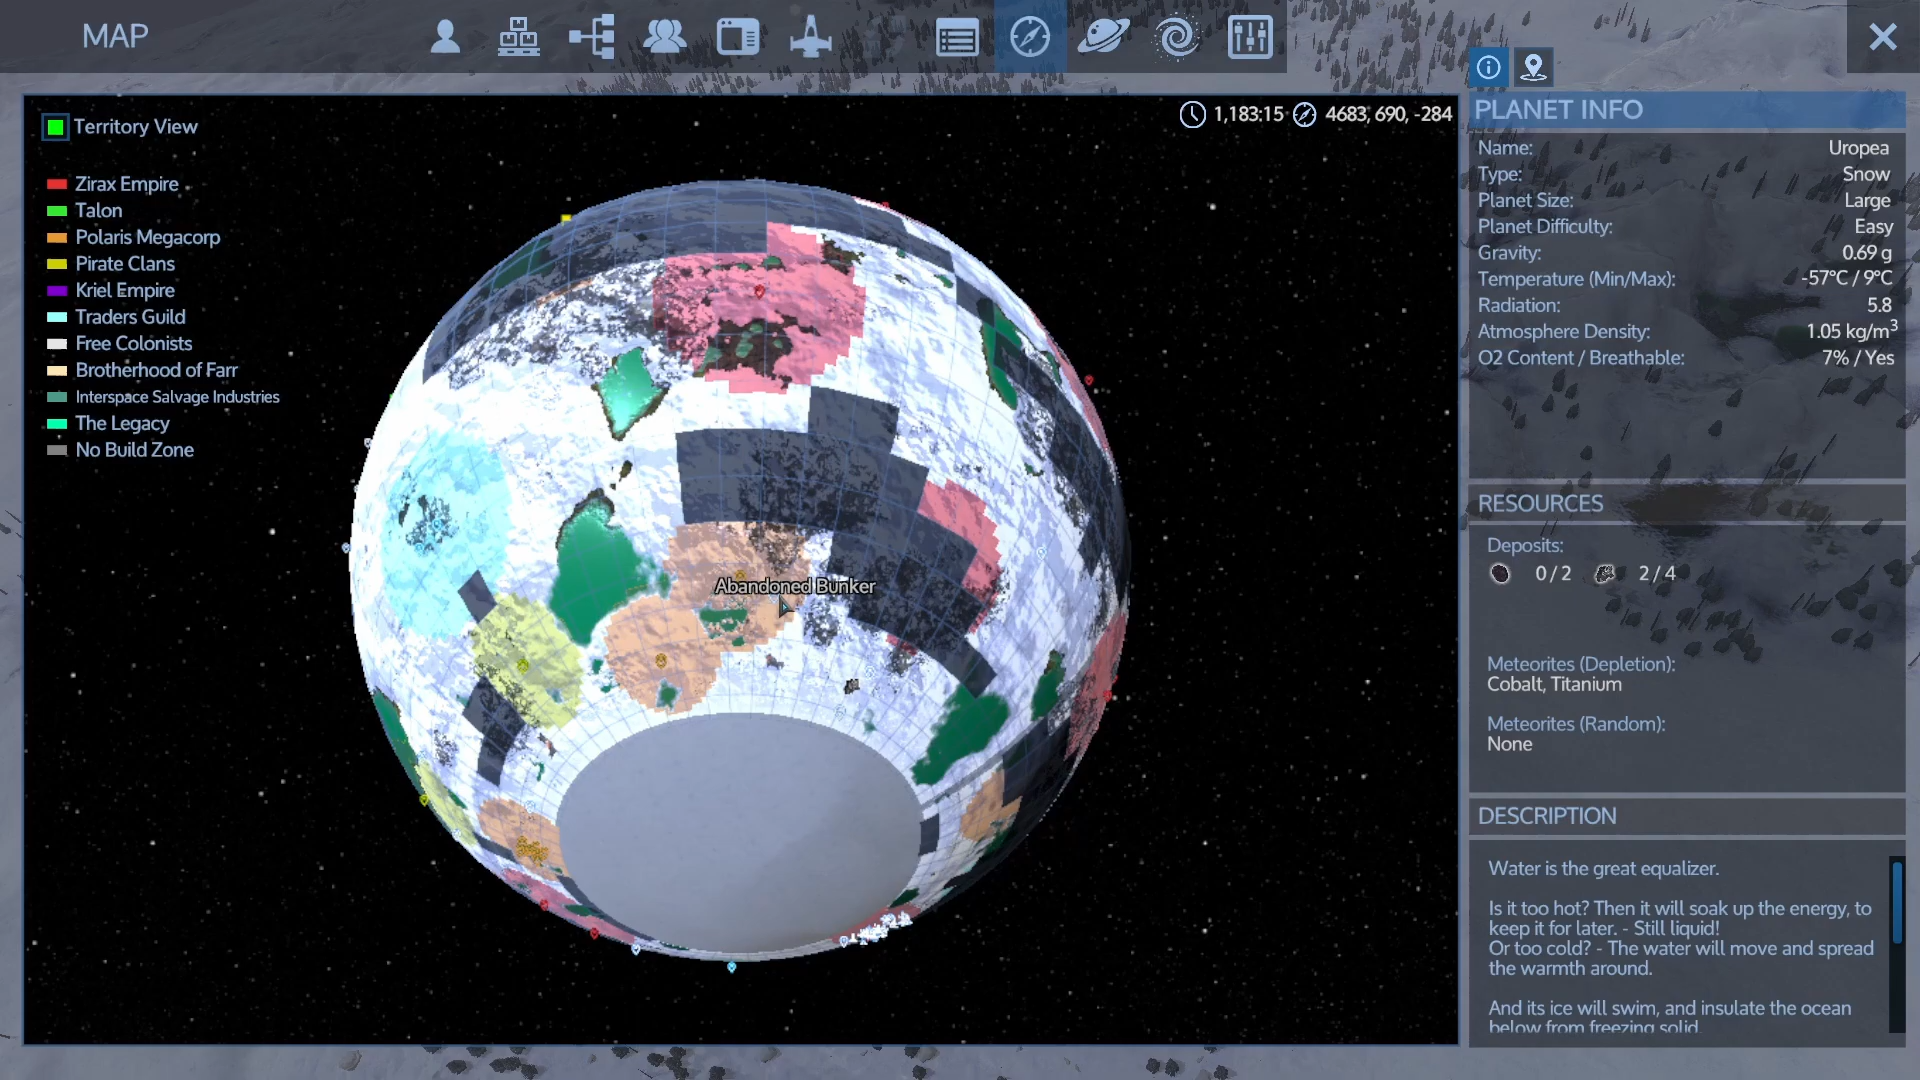 MAP
Territory View
1,183:15
4683, 690, -284
Zirax Empire
Talon
Polaris Megacorp
Pirate Clans
Kriel Empire
Traders Guild
Free Colonists
Brotherhood of Farr
Interspace Salvage Industries
The Legacy
No Build Zone
Abandoned Bunker
PLANET INFO
Name: Uropea
Type: Snow
Planet Size: Large
Planet Difficulty: Easy
Gravity: 0.69 g
Temperature (Min/Max): -57°C / 9°C
Radiation: 5.8
Atmosphere Density: 1.05 kg/m³
O2 Content / Breathable: 7% / Yes
RESOURCES
Deposits:
0 / 2 2 / 4
Meteorites (Depletion):
Cobalt, Titanium
Meteorites (Random):
None
DESCRIPTION
Water is the great equalizer.
Is it too hot? Then it will soak up the energy, to
keep it for later. - Still liquid!
Or too cold? - The water will move and spread
the warmth around.
And its ice will swim, and insulate the ocean
below from freezing solid.